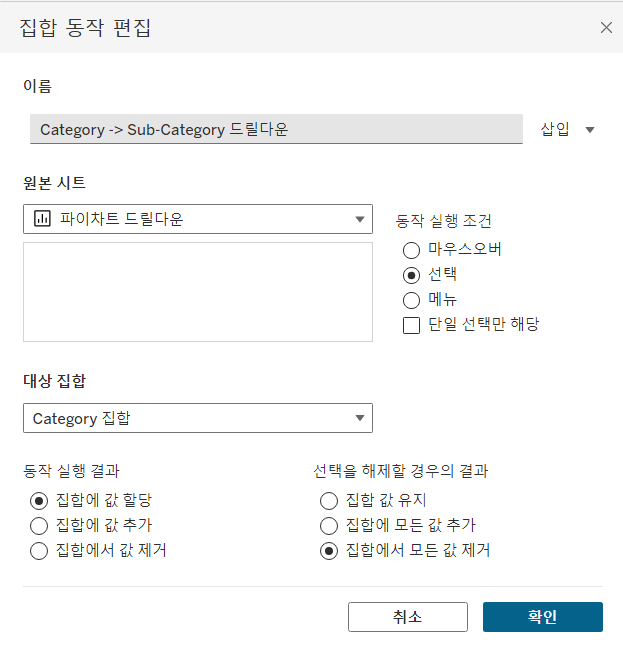 집합 동작 편집
이름
Category -> Sub-Category 드릴다운
삽입
원본 시트
파이차트 드릴다운
동작 실행 조건
마우스오버
선택
메뉴
단일 선택만 해당
대상 집합
Category 집합
동작 실행 결과
집합에 값 할당
집합에 값 추가
집합에서 값 제거
선택을 해제할 경우의 결과
집합 값 유지
집합에 모든 값 추가
집합에서 모든 값 제거
취소
확인